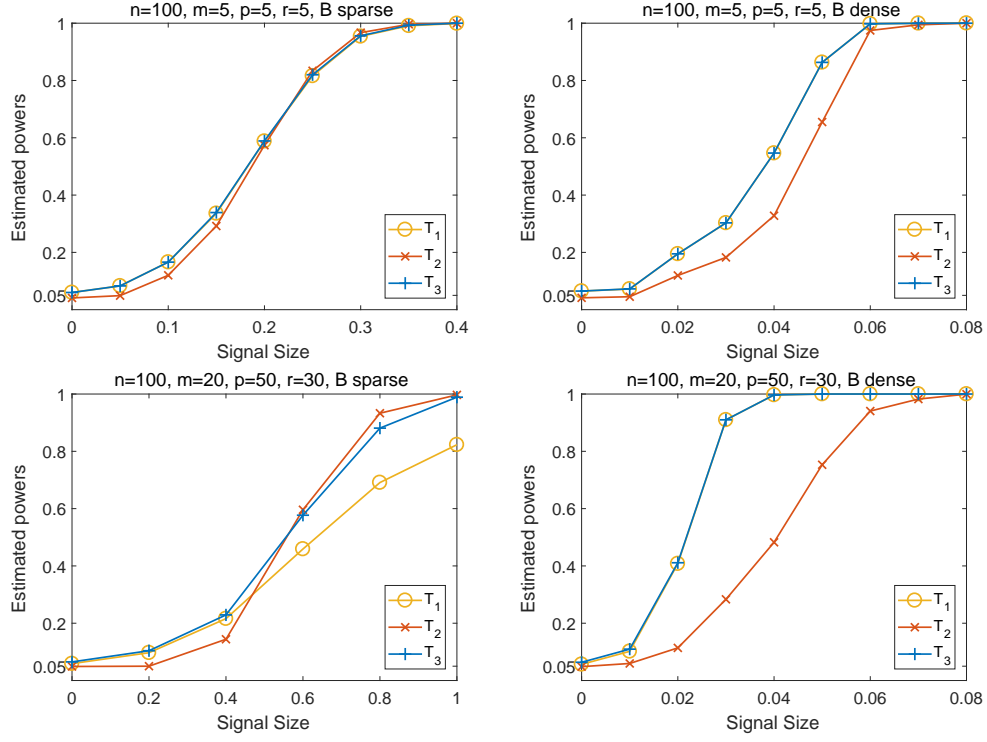 n=100, m=5, p=5, r=5, B sparse
Estimated powers
1
0.8
0.6
0.4
0.2
0.05
0
0.1
0.2
0.3
0.4
Signal Size
T1
T2
T3
n=100, m=5, p=5, r=5, B dense
Estimated powers
1
0.8
0.6
0.4
0.2
0.05
0
0.02
0.04
0.06
0.08
Signal Size
T1
T2
T3
n=100, m=20, p=50, r=30, B sparse
Estimated powers
1
0.8
0.6
0.4
0.2
0.05
0
0.2
0.4
0.6
0.8
1
Signal Size
T1
T2
T3
n=100, m=20, p=50, r=30, B dense
Estimated powers
1
0.8
0.6
0.4
0.2
0.05
0
0.02
0.04
0.06
0.08
Signal Size
T1
T2
T3